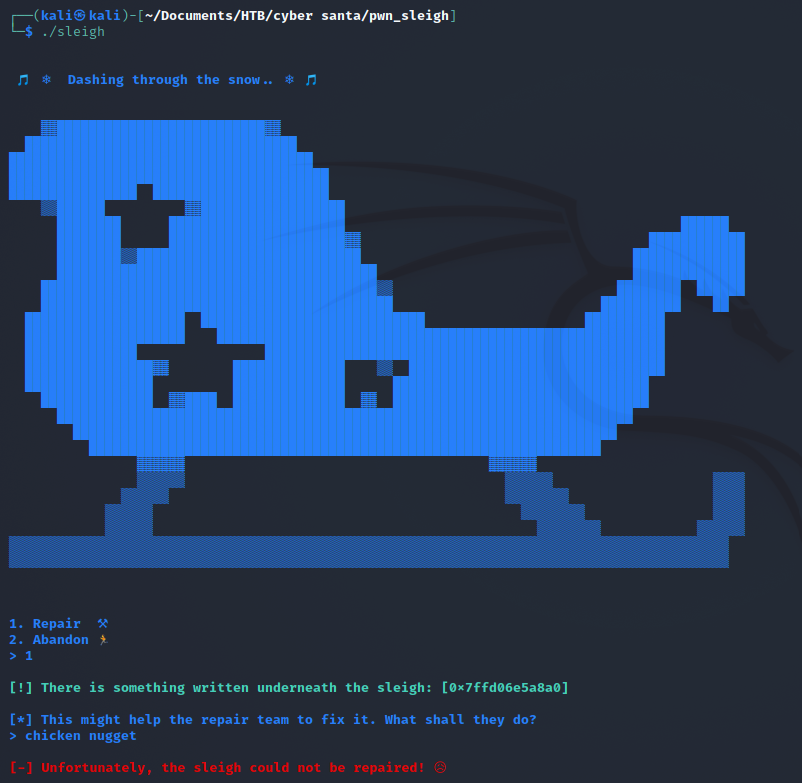 ┌──(kali㉿kali)-[~/Documents/HTB/cyber santa/pwn_sleigh]
└─$ ./sleigh
🎵 ❄ Dashing through the snow.. ❄ 🎵
1. Repair ⚒
2. Abandon 🏃
> 1
[!] There is something written underneath the sleigh: [0x7ffd06e5a8a0]
[*] This might help the repair team to fix it. What shall they do?
> chicken nugget
[-] Unfortunately, the sleigh could not be repaired! ☹